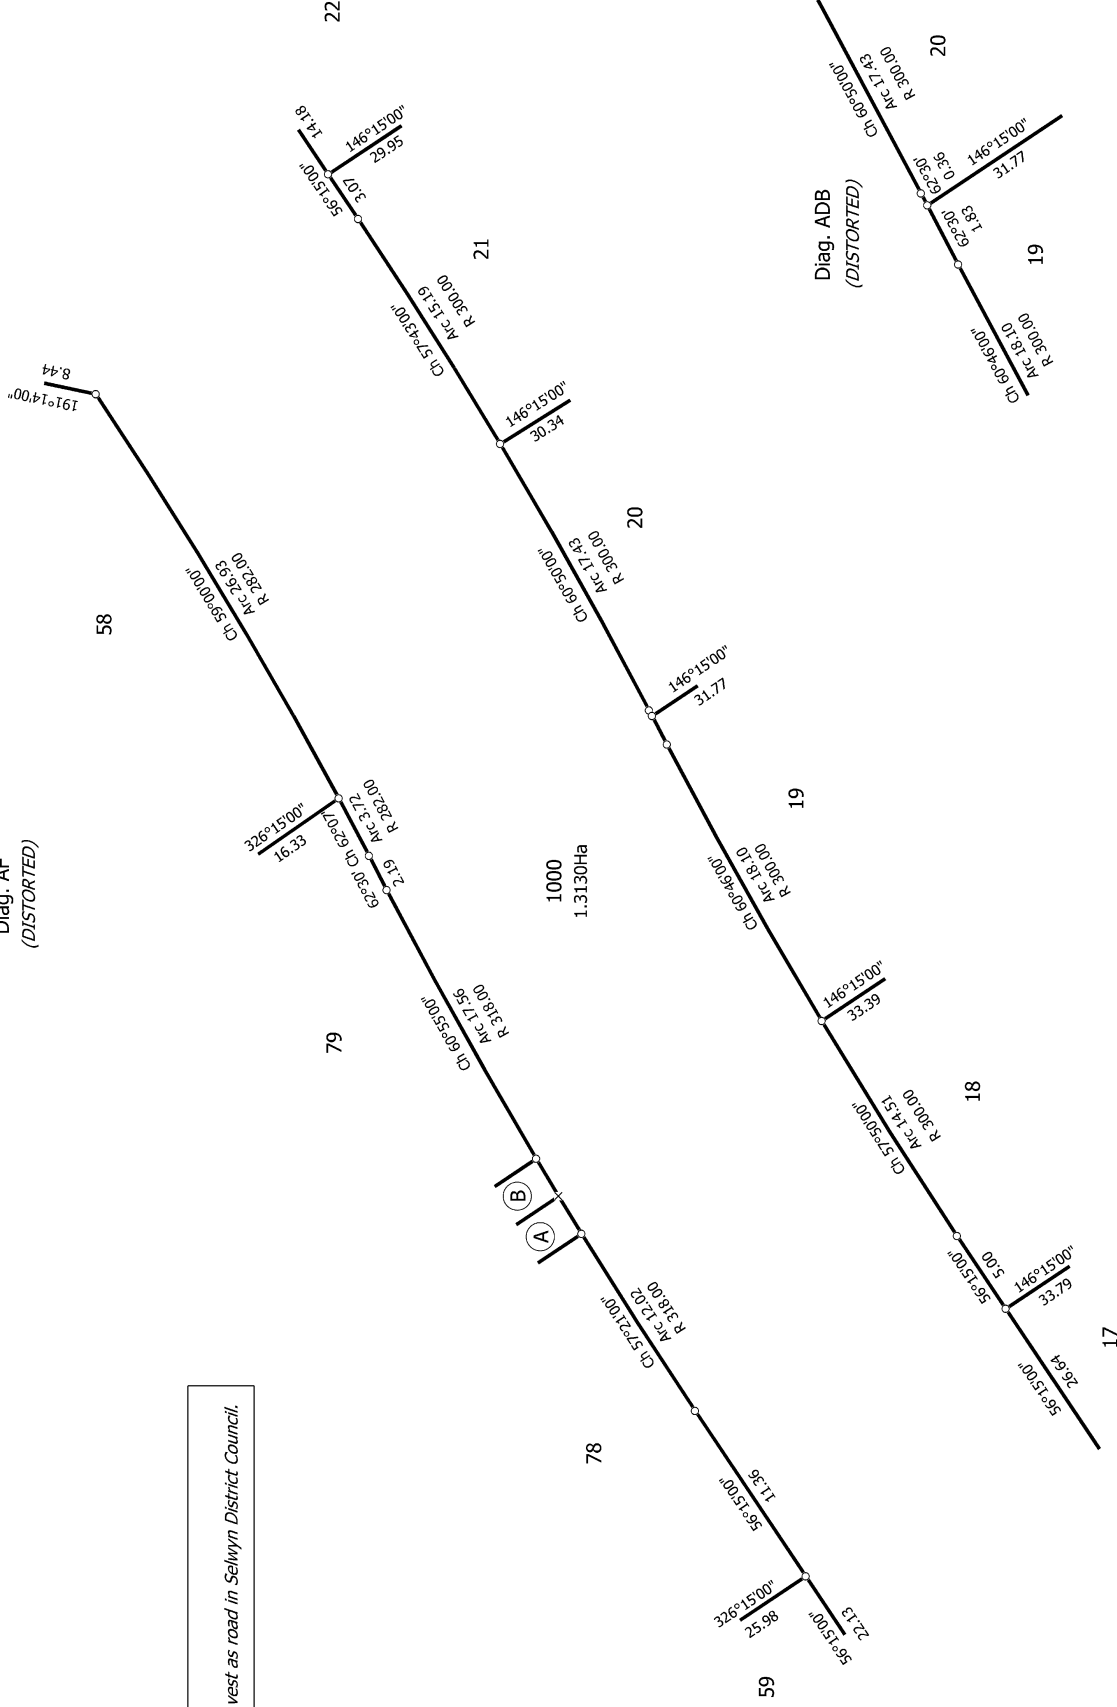 22
14.18
146°15'00"
29.95
56°15'00"
3.07
21
Ch 57°43'00"
Arc 15.19
R 300.00
146°15'00"
30.34
20
Ch 60°50'00"
Arc 17.43
R 300.00
146°15'00"
31.77
19
Ch 60°46'00"
Arc 18.10
R 300.00
146°15'00"
33.39
18
Ch 57°50'00"
Arc 14.51
R 300.00
56°15'00"
5.00
146°15'00"
33.79
17
56°15'00"
26.64
20
Ch 60°50'00"
Arc 17.43
R 300.00
62°30'
0.36
146°15'00"
31.77
62°30'
1.83
19
Ch 60°46'00"
Arc 18.10
R 300.00
Diag. ADB
(DISTORTED)
191°14'00"
8.44
58
Ch 59°00'00"
Arc 26.93
R 282.00
326°15'00"
16.33
Ch 62°07'
Arc 3.72
R 282.00
62°30'
2.19
1000
1.3130Ha
Diag. AF
(DISTORTED)
79
Ch 60°55'00"
Arc 17.56
R 318.00
B
A
Ch 57°21'00"
Arc 12.02
R 318.00
78
56°15'00"
11.36
326°15'00"
25.98
56°15'00"
22.13
59
vest as road in Selwyn District Council.